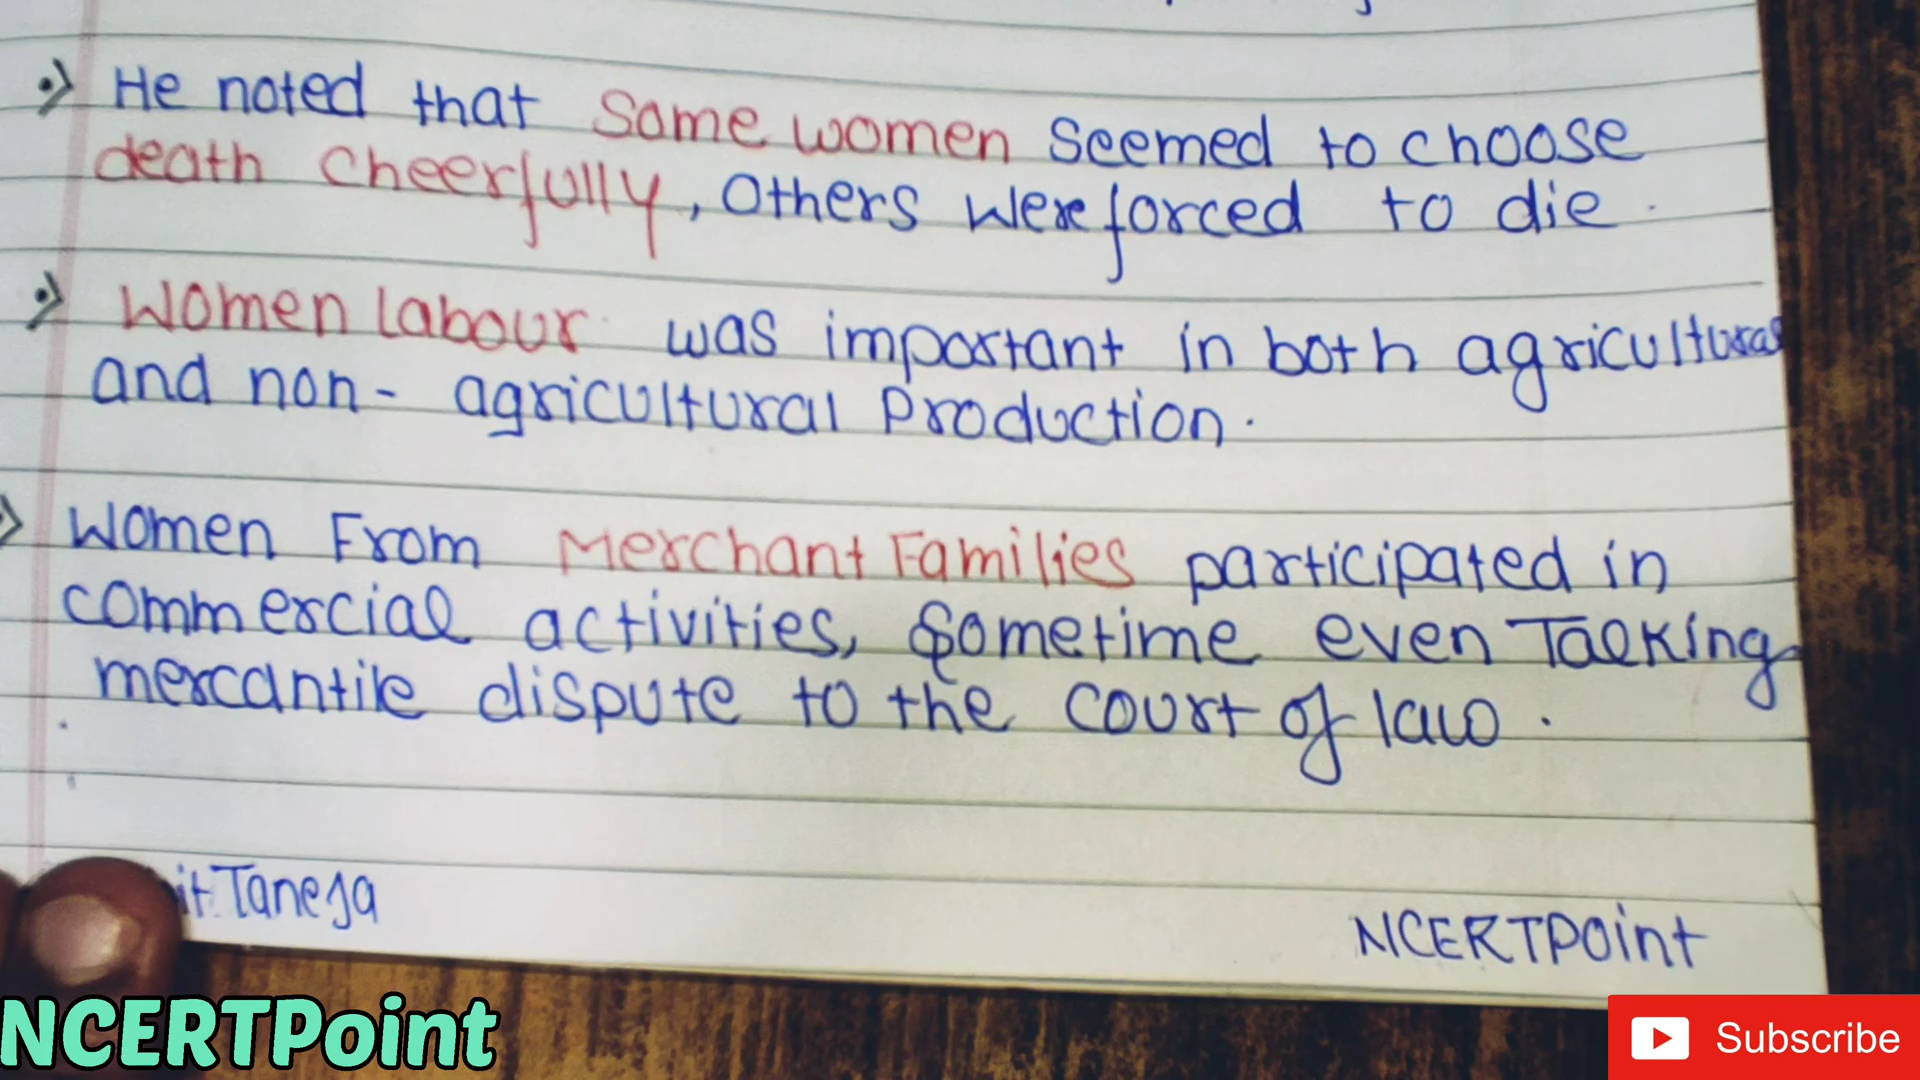 He noted that Some women seemed to choose
death cheerfully, Others were forced to die.
Women labour was important in both agricultural
and non- agricultural Production.
Women From Merchant Families participated in
commercial activities, Sometime even Talking
mercantile dispute to the court of law.
it Taneja
NCERTPoint
NCERTPoint
Subscribe